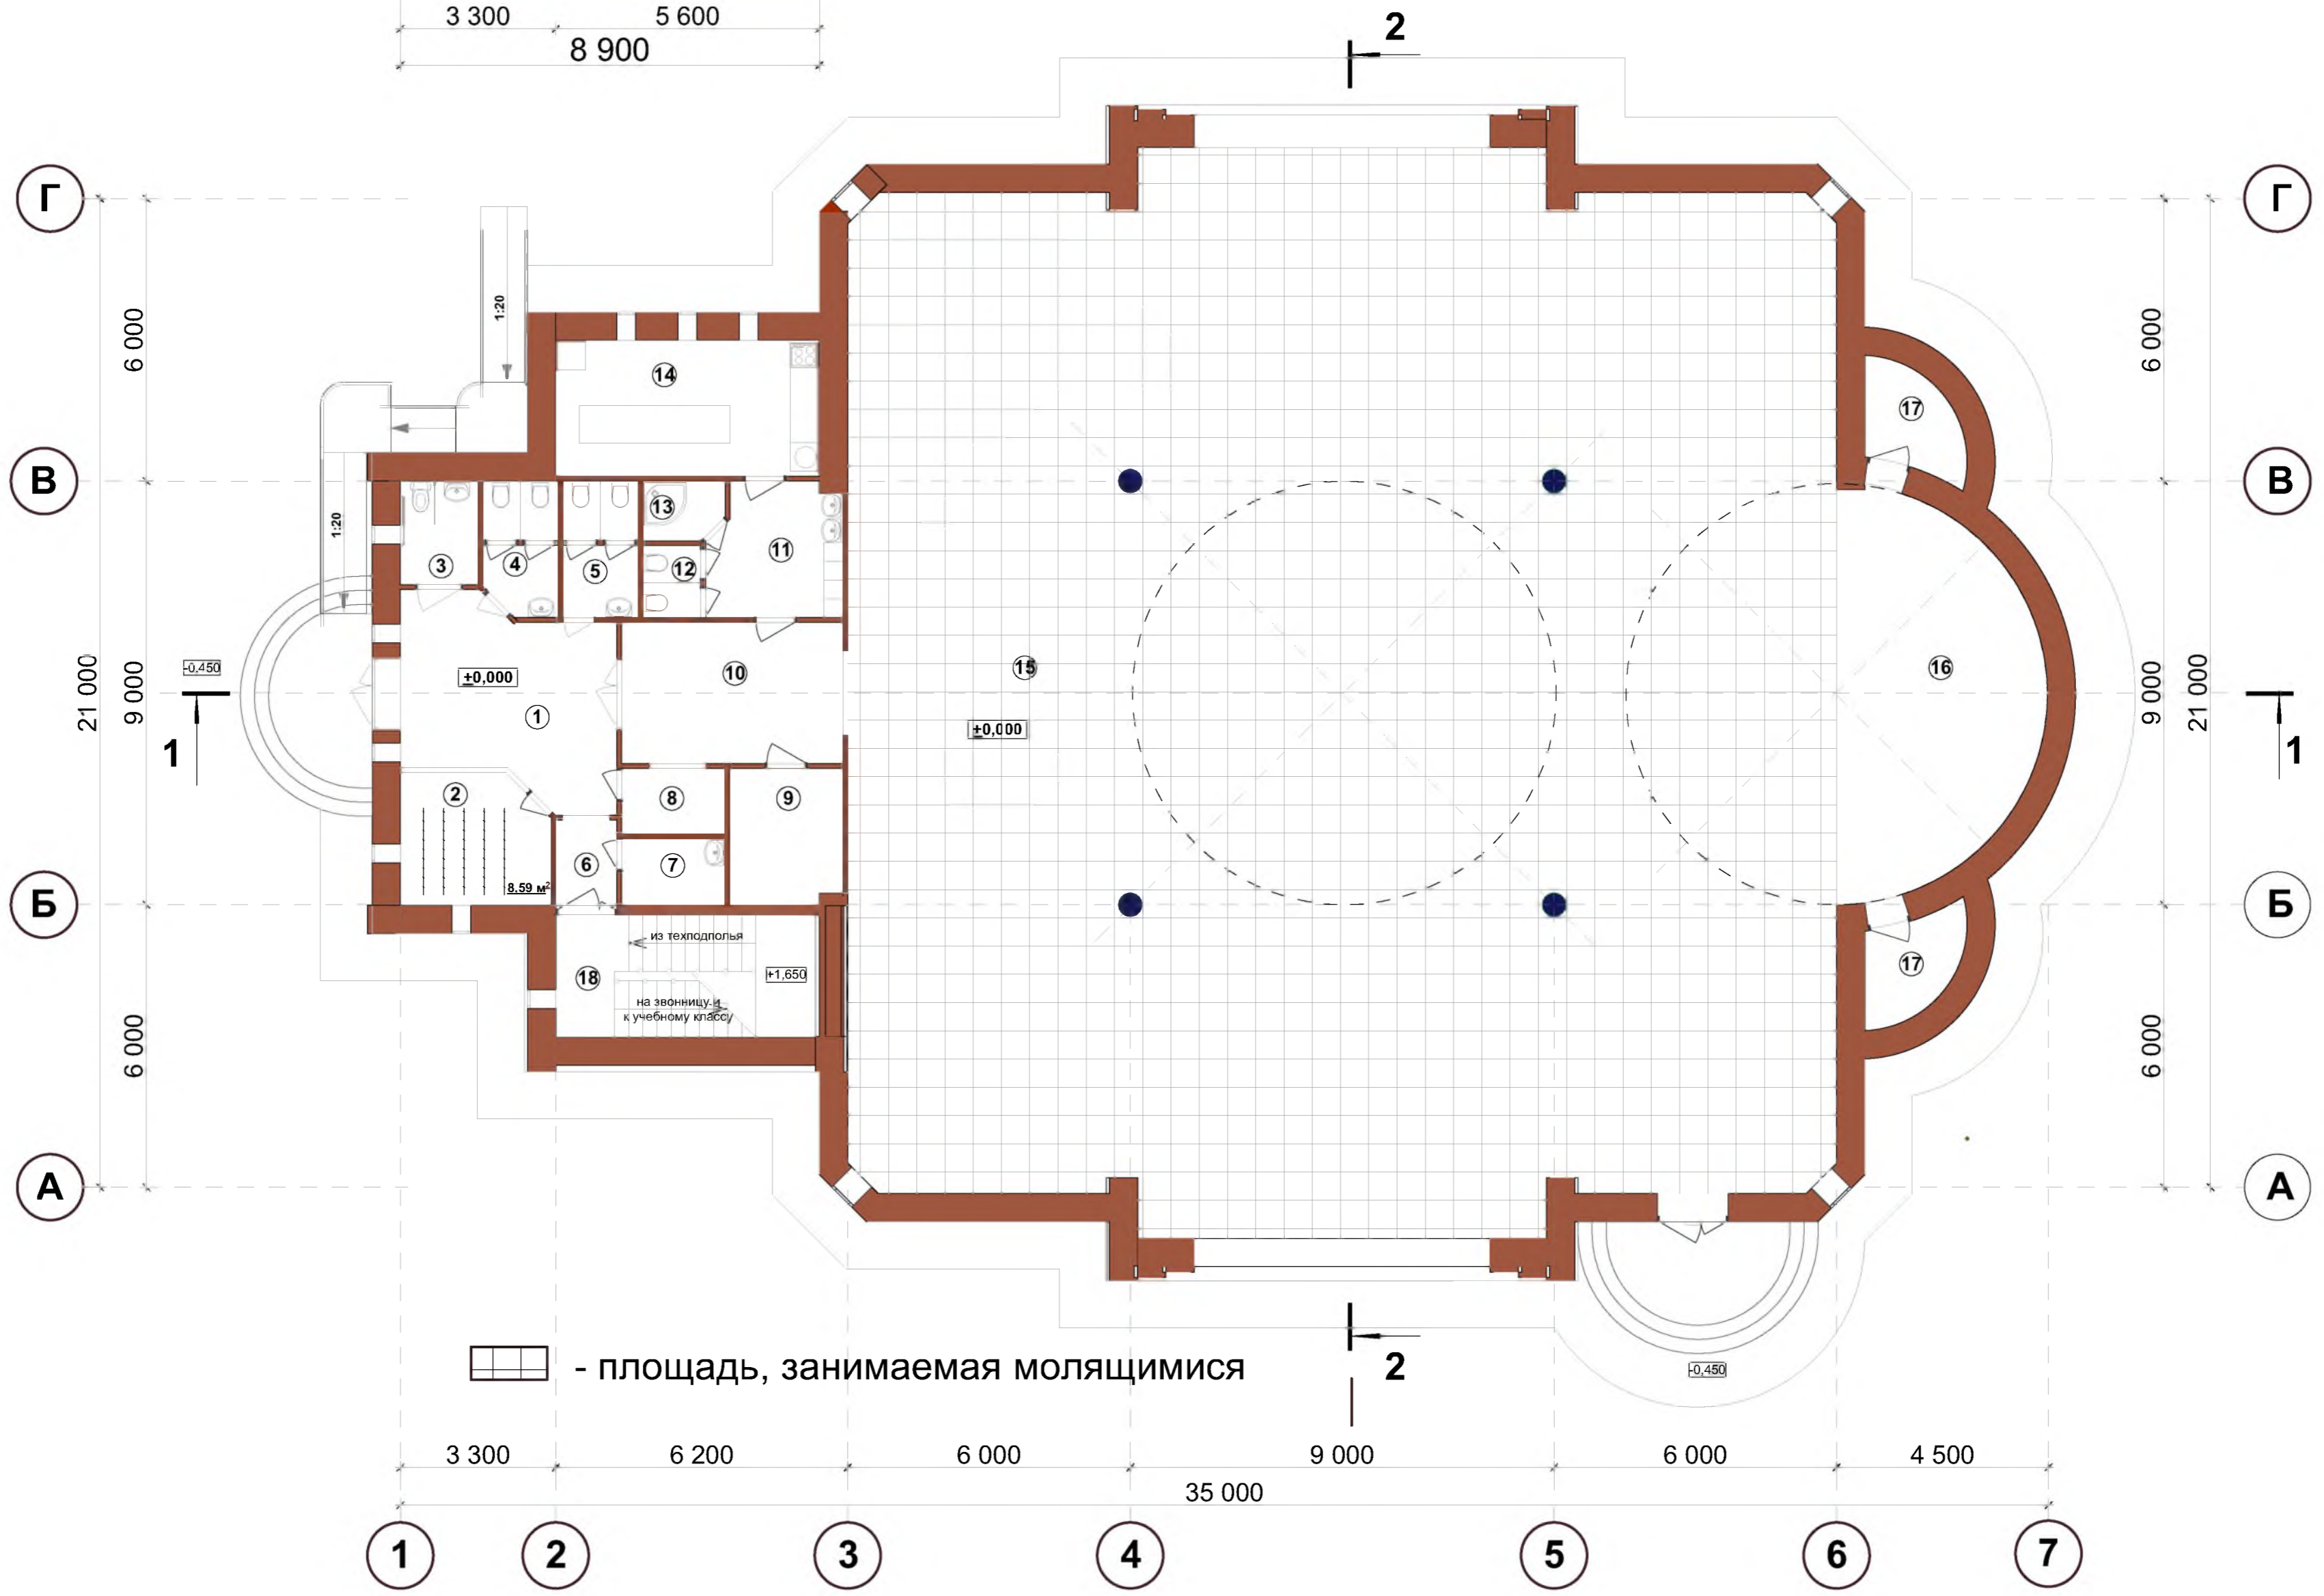 3 300 5 600
8 900
2
Г Г
6 000 1:20 6 000
14
17
В В
1:20
13
11
3 4 5 12
-0,450 10 15 16
±0,000
21 000 9 000 9 000 21 000
1 ±0,000
1 1
2 8 9
6 7
8.59 м²
Б Б
из техподполья
18 +1,650 17
на звонницу и
к учебному классу
6 000 6 000
А А
- площадь, занимаемая молящимися 2
-0,450
3 300 6 200 6 000 9 000 6 000 4 500
35 000
1 2 3 4 5 6 7